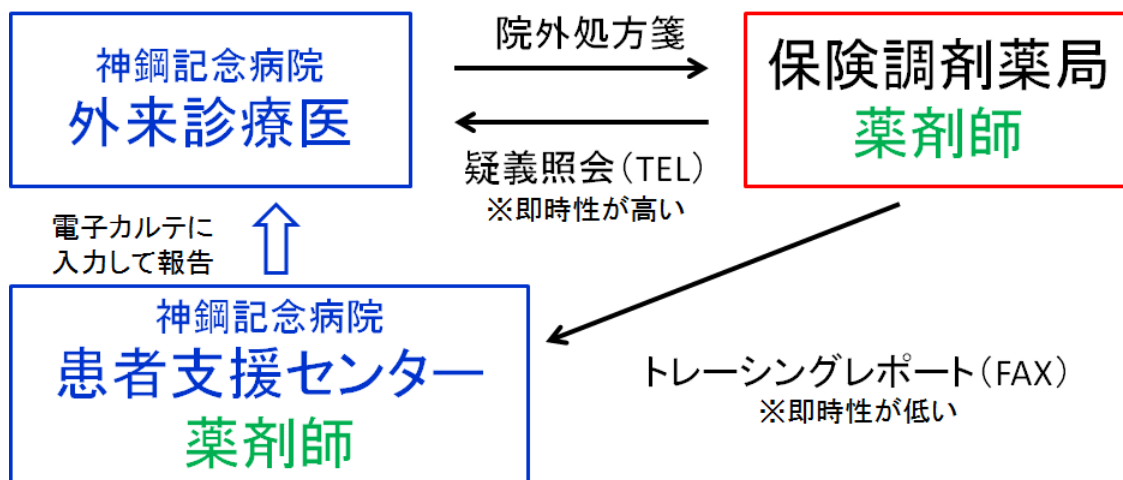 神鋼記念病院
外来診療医
院外処方箋
保険調剤薬局
薬剤師
疑義照会(TEL)
※即時性が高い
電子カルテに
入力して報告
神鋼記念病院
患者支援センター
薬剤師
トレーシングレポート(FAX)
※即時性が低い